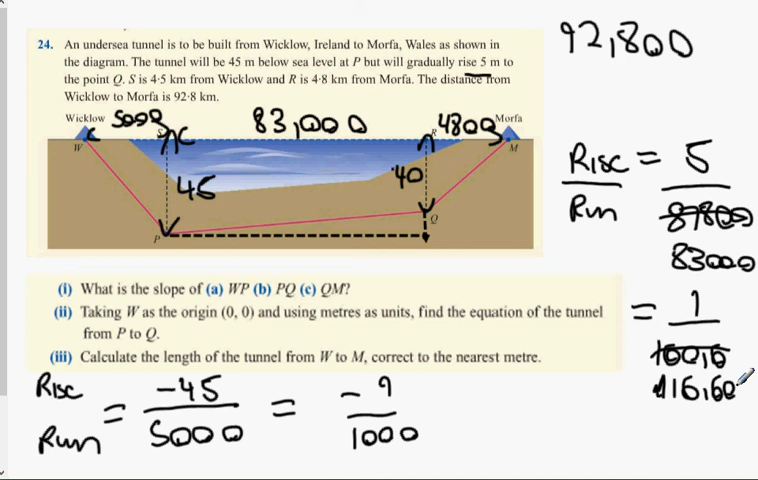 92,800
24. An undersea tunnel is to be built from Wicklow, Ireland to Morfa, Wales as shown in
the diagram. The tunnel will be 45 m below sea level at P but will gradually rise 5 m to
the point Q. S is 4·5 km from Wicklow and R is 4·8 km from Morfa. The distance from
Wicklow to Morfa is 92·8 km.
Wicklow 5000 83,000 4800 Morfa
W M
45 40
P Q
Rise = 5
Run 87800
83000
= 1
16600
(i) What is the slope of (a) WP (b) PQ (c) QM?
(ii) Taking W as the origin (0, 0) and using metres as units, find the equation of the tunnel
from P to Q.
(iii) Calculate the length of the tunnel from W to M, correct to the nearest metre.
Rise = -45 = -9
Run 5000 1000